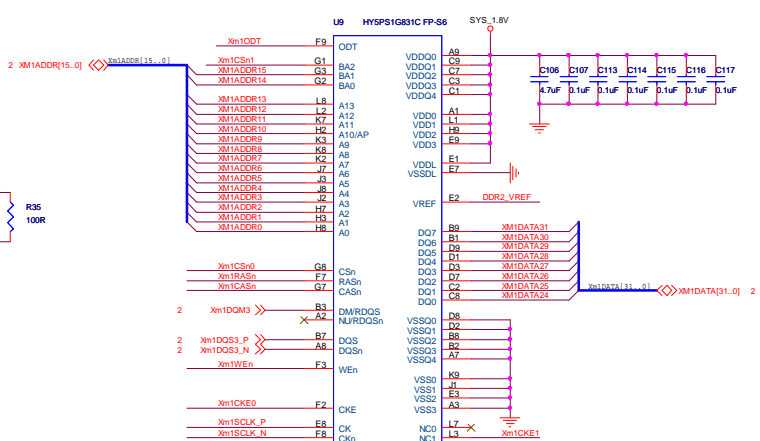 U9 HY5PS1G831C FP-S6
SYS_1.8V
Xm1ODT F9 ODT
Xm1CSn1 G1 BA2
XM1ADDR15 G3 BA1
XM1ADDR14 G2 BA0
2 XM1ADDR[15..0] Xm1ADDR[15..0]
XM1ADDR13 L8 A13
XM1ADDR12 L2 A12
XM1ADDR11 K7 A11
XM1ADDR10 H2 A10/AP
XM1ADDR9 K3 A9
XM1ADDR8 K8 A8
XM1ADDR7 K2 A7
XM1ADDR6 J7 A6
XM1ADDR5 J3 A5
XM1ADDR4 J8 A4
XM1ADDR3 J2 A3
XM1ADDR2 H7 A2
XM1ADDR1 H3 A1
XM1ADDR0 H8 A0
R35
100R
Xm1CSn0 G8 CSn
Xm1RASn F7 RASn
Xm1CASn G7 CASn
2 Xm1DQM3 B3 DM/RDQS
A2 NU/RDQSn
2 Xm1DQS3_P B7 DQS
2 Xm1DQS3_N A8 DQSn
Xm1WEn F3 WEn
Xm1CKE0 F2 CKE
Xm1SCLK_P E8 CK
Xm1SCLK_N F8 CKn
VDDQ0 A9
VDDQ1 C9
VDDQ2 C7
VDDQ3 C3
VDDQ4 C1
VDD0 A1
VDD1 L1
VDD2 H9
VDD3 E9
VDDL E1
VSSDL E7
VREF E2 DDR2_VREF
DQ7 B9 XM1DATA31
DQ6 B1 XM1DATA30
DQ5 D9 XM1DATA29
DQ4 D1 XM1DATA28
DQ3 D3 XM1DATA27
DQ2 D7 XM1DATA26
DQ1 C2 XM1DATA25
DQ0 C8 XM1DATA24
Xm1DATA[31..0] XM1DATA[31..0] 2
VSSQ0 D8
VSSQ1 D2
VSSQ2 B8
VSSQ3 B2
VSSQ4 A7
VSS0 K9
VSS1 J1
VSS2 E3
VSS3 A3
NC0 L7
NC1 L3 Xm1CKE1
C106 C107 C113 C114 C115 C116 C117
4.7uF 0.1uF 0.1uF 0.1uF 0.1uF 0.1uF 0.1uF